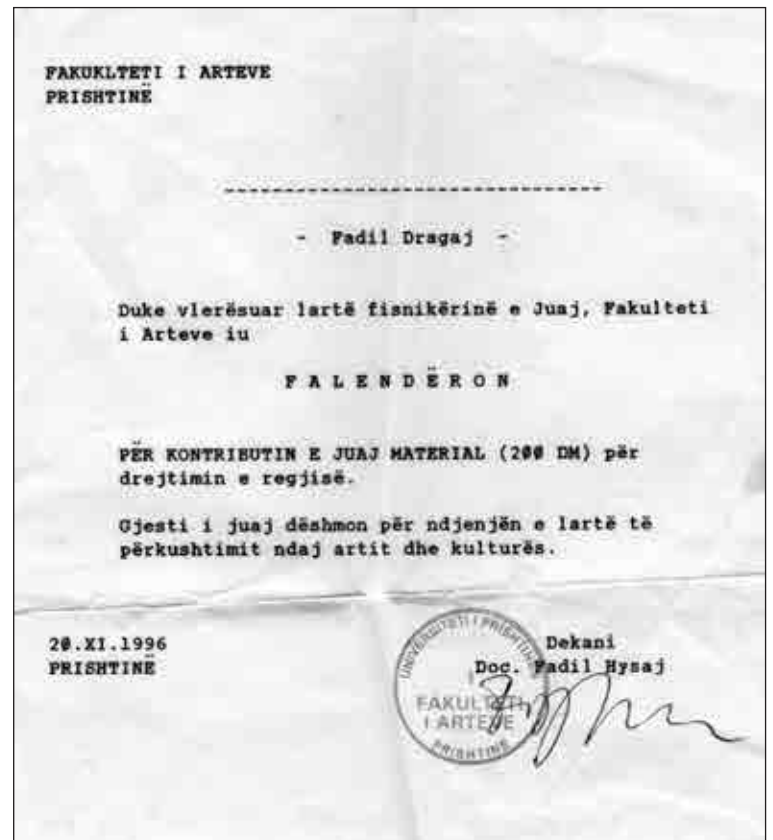 FAKUKLTETI I ARTEVE
PRISHTINË
--------------------------------
- Fadil Dragaj -
Duke vlerësuar lartë fisnikërinë e Juaj, Fakulteti
i Arteve iu
F A L E N D Ë R O N
PËR KONTRIBUTIN E JUAJ MATERIAL (200 DM) për
drejtimin e regjisë.
Gjesti i juaj dëshmon për ndjenjën e lartë të
përkushtimit ndaj artit dhe kulturës.
20.XI.1996
PRISHTINË
Dekani
Doc. Fadil Hysaj
UNIVERSITETI I PRISHTINËS
I
FAKULTETI
I ARTEVE
PRISHTINË